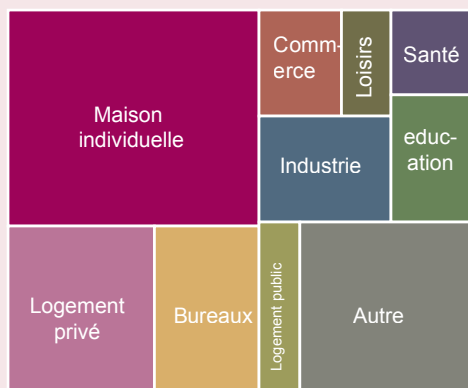 Maison
individuelle
Comm-
erce
Loisirs
Santé
Industrie
educ-
ation
Logement
privé
Bureaux
Logement public
Autre